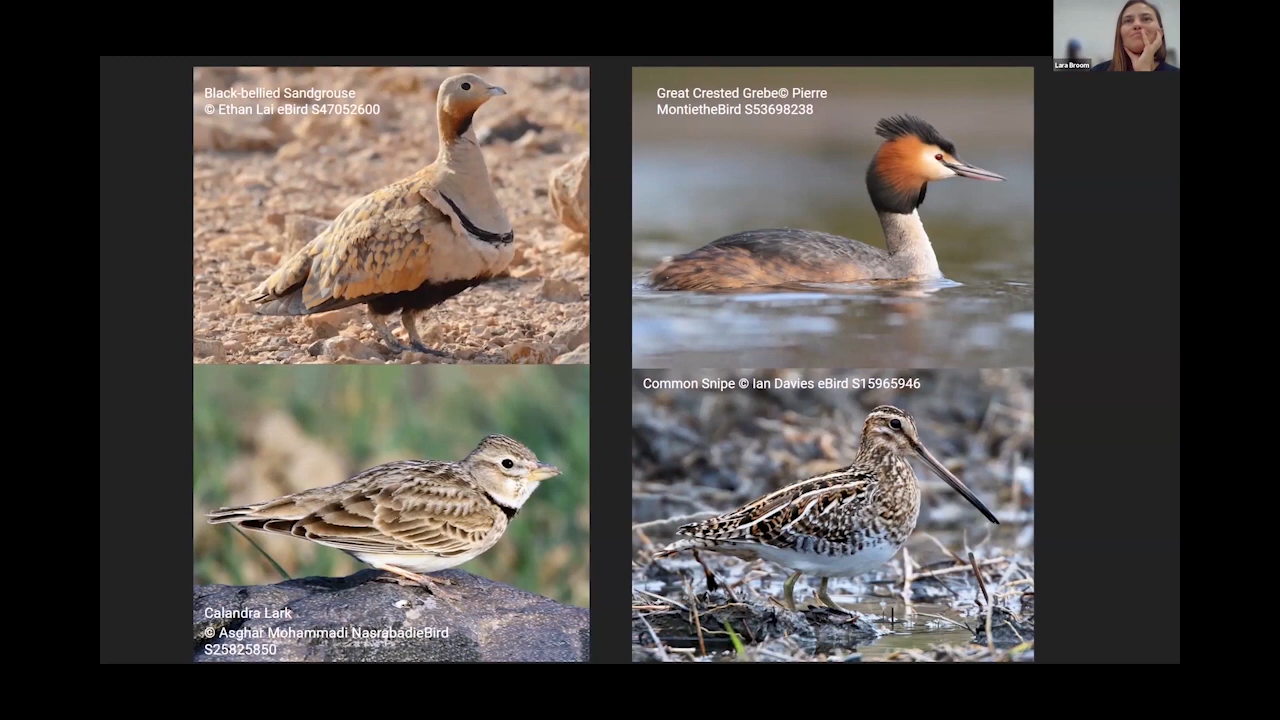 Lara Broom
Black-bellied Sandgrouse
© Ethan Lai eBird S47052600
Great Crested Grebe© Pierre
MontietheBird S53698238
Common Snipe © Ian Davies eBird S15965946
Calandra Lark
© Asghar Mohammadi NasrabadieBird
S25825850